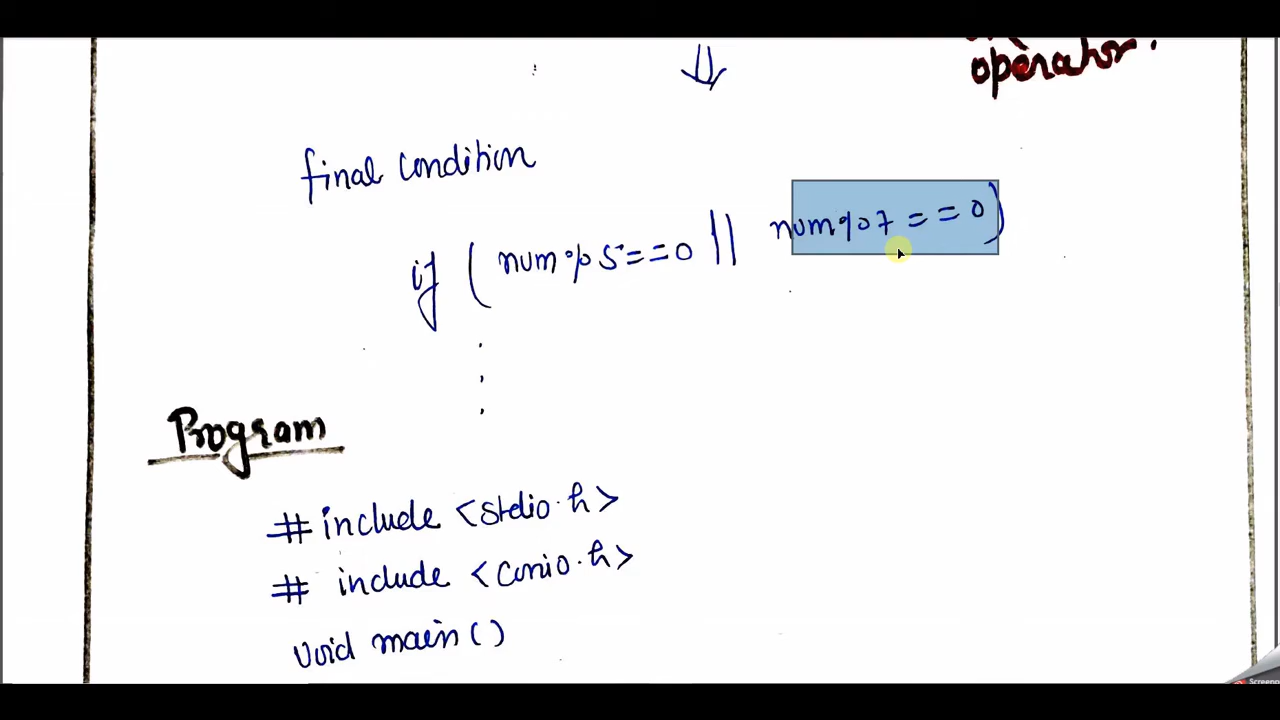 operator.
final condition
if ( num%5==0 || num%7==0)
Program
# include <stdio.h>
# include <conio.h>
void main()